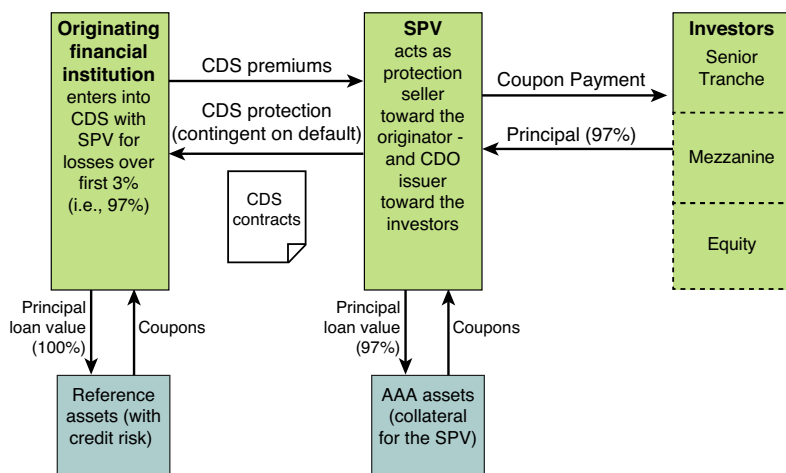 Originating
financial
institution
enters into
CDS with
SPV for
losses over
first 3%
(i.e., 97%)
CDS premiums
CDS protection
(contingent on default)
CDS
contracts
SPV
acts as
protection
seller
toward the
originator -
and CDO
issuer
toward the
investors
Coupon Payment
Principal (97%)
Investors
Senior
Tranche
Mezzanine
Equity
Principal
loan value
(100%)
Coupons
Principal
loan value
(97%)
Coupons
Reference
assets (with
credit risk)
AAA assets
(collateral
for the SPV)